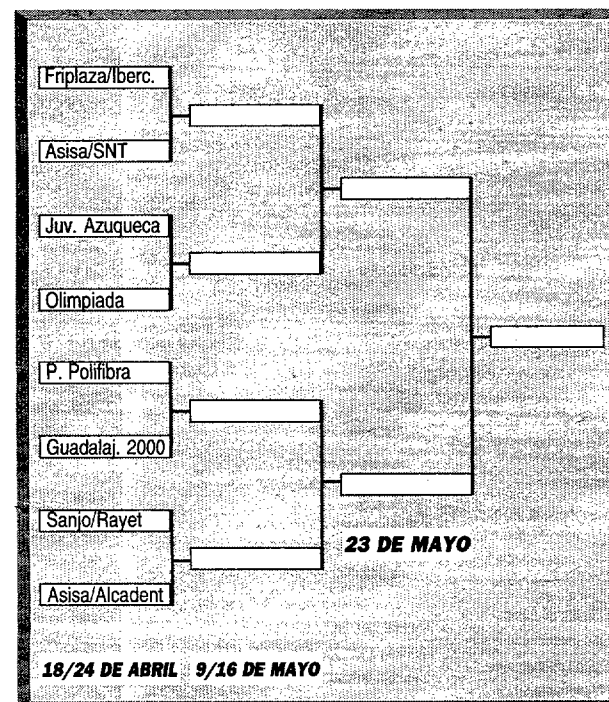 Friplaza/Iberc.
Asisa/SNT
Juv. Azuqueca
Olimpiada
P. Polifibra
Guadalaj. 2000
Sanjo/Rayet
Asisa/Alcadent
23 DE MAYO
18/24 DE ABRIL 9/16 DE MAYO